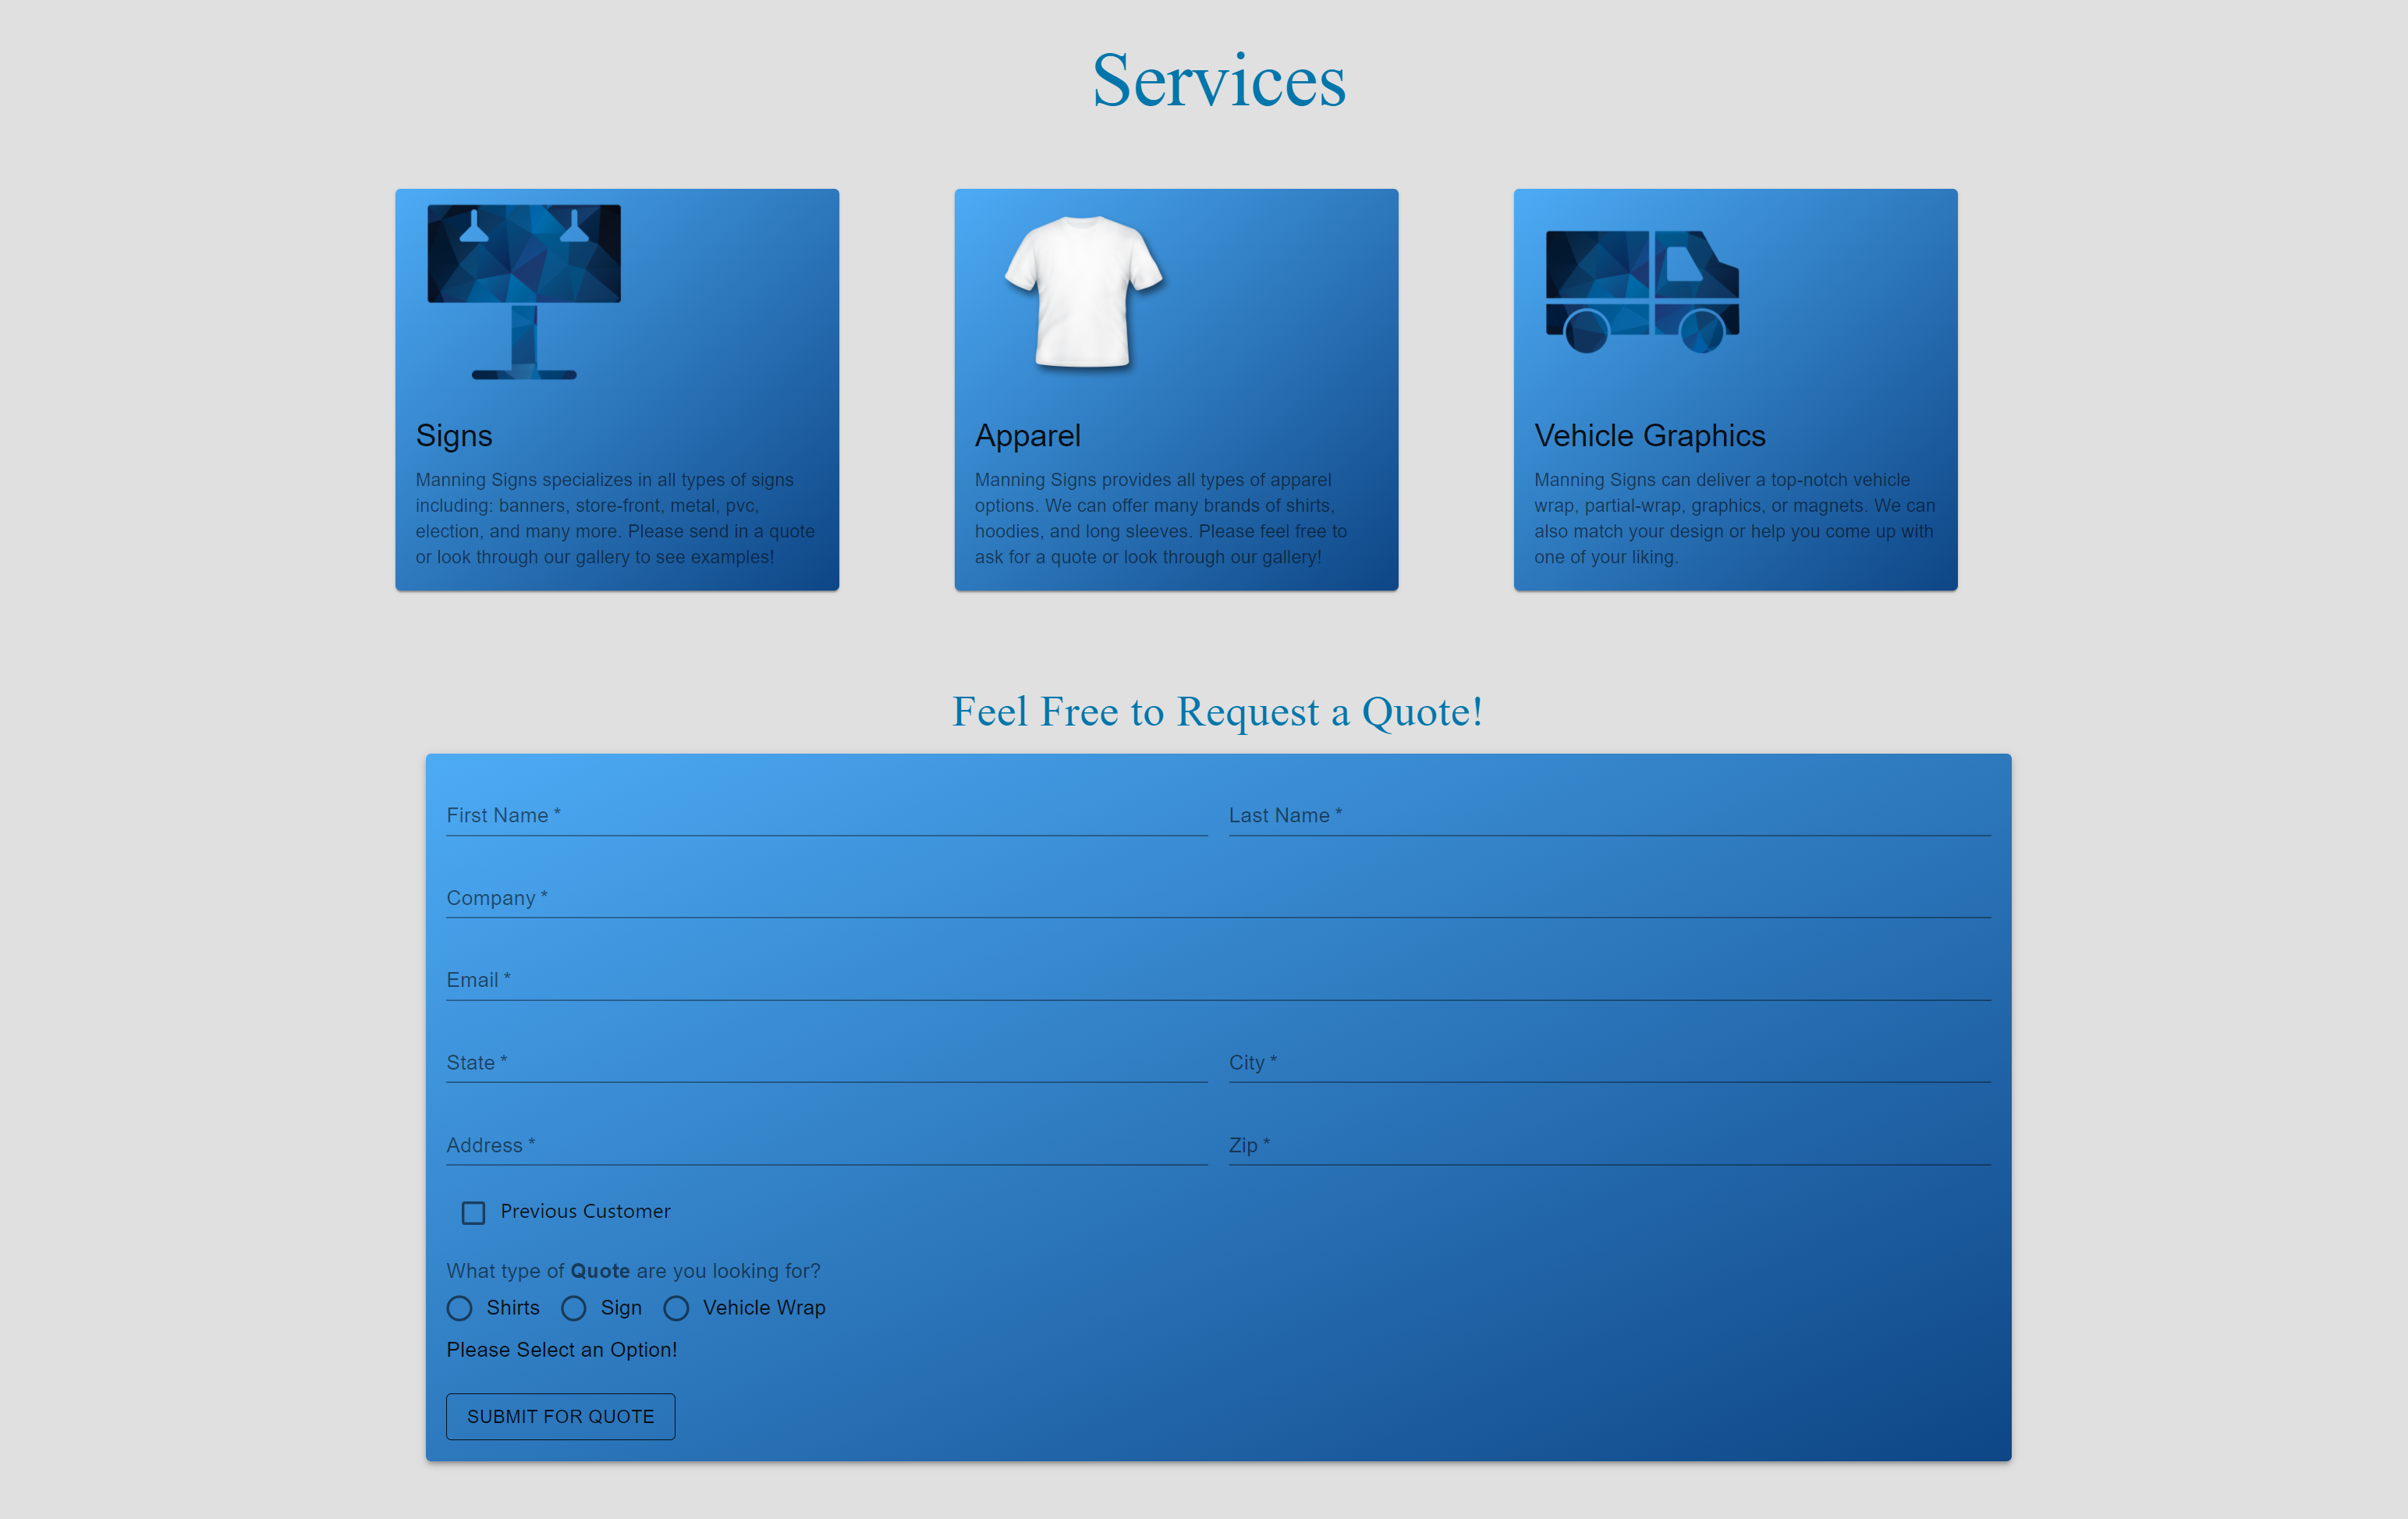 Services
Signs
Manning Signs specializes in all types of signs
including: banners, store-front, metal, pvc,
election, and many more. Please send in a quote
or look through our gallery to see examples!
Apparel
Manning Signs provides all types of apparel
options. We can offer many brands of shirts,
hoodies, and long sleeves. Please feel free to
ask for a quote or look through our gallery!
Vehicle Graphics
Manning Signs can deliver a top-notch vehicle
wrap, partial-wrap, graphics, or magnets. We can
also match your design or help you come up with
one of your liking.
Feel Free to Request a Quote!
First Name *
Last Name *
Company *
Email *
State *
City *
Address *
Zip *
Previous Customer
What type of Quote are you looking for?
Shirts Sign Vehicle Wrap
Please Select an Option!
SUBMIT FOR QUOTE